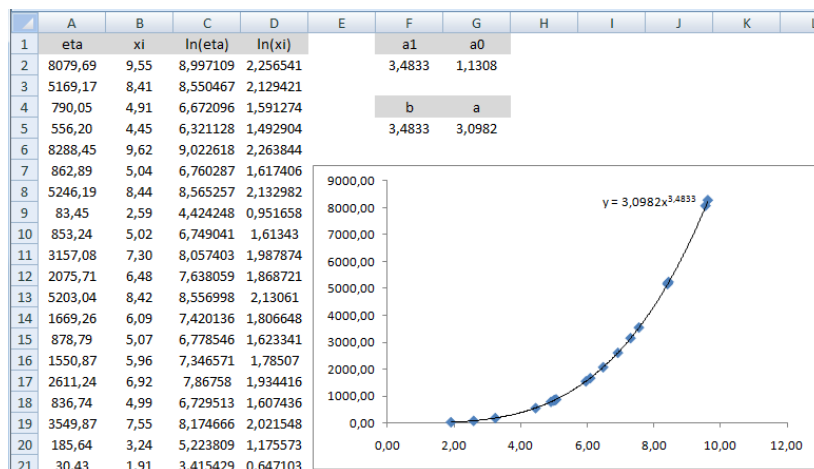 A B C D E F G H I J K L
1 eta xi ln(eta) ln(xi) a1 a0
2 8079,69 9,55 8,997109 2,256541 3,4833 1,1308
3 5169,17 8,41 8,550467 2,129421
4 790,05 4,91 6,672096 1,591274 b a
5 556,20 4,45 6,321128 1,492904 3,4833 3,0982
6 8288,45 9,62 9,022618 2,263844
7 862,89 5,04 6,760287 1,617406
8 5246,19 8,44 8,565257 2,132982
9 83,45 2,59 4,424248 0,951658
10 853,24 5,02 6,749041 1,61343
11 3157,08 7,30 8,057403 1,987874
12 2075,71 6,48 7,638059 1,868721
13 5203,04 8,42 8,556998 2,13061
14 1669,26 6,09 7,420136 1,806648
15 878,79 5,07 6,778546 1,623341
16 1550,87 5,96 7,346571 1,78507
17 2611,24 6,92 7,86758 1,934416
18 836,74 4,99 6,729513 1,607436
19 3549,87 7,55 8,174666 2,021548
20 185,64 3,24 5,223809 1,175573
21 30,43 1,91 3,415429 0,647103
9000,00
8000,00
7000,00
6000,00
5000,00
4000,00
3000,00
2000,00
1000,00
0,00
y = 3,0982x^3,4833
0,00 2,00 4,00 6,00 8,00 10,00 12,00